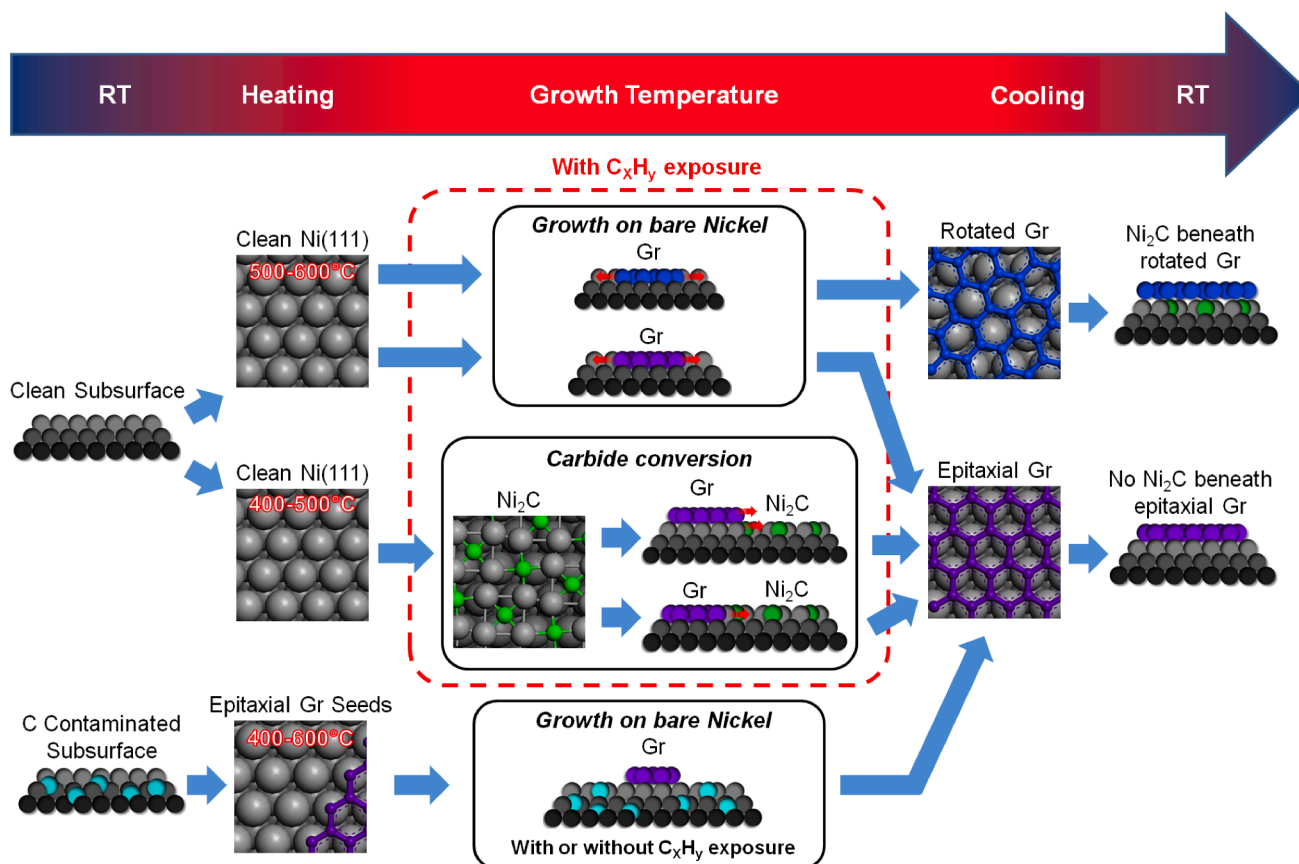 RT
Heating
Growth Temperature
Cooling
RT
With CₓHᵧ exposure
Clean Ni(111)
500-600°C
Growth on bare Nickel
Gr
Gr
Rotated Gr
Ni₂C beneath
rotated Gr
Clean Subsurface
Clean Ni(111)
400-500°C
Carbide conversion
Ni₂C
Gr
Ni₂C
Gr
Ni₂C
Epitaxial Gr
No Ni₂C beneath
epitaxial Gr
C Contaminated
Subsurface
Epitaxial Gr Seeds
400-600°C
Growth on bare Nickel
Gr
With or without CₓHᵧ exposure